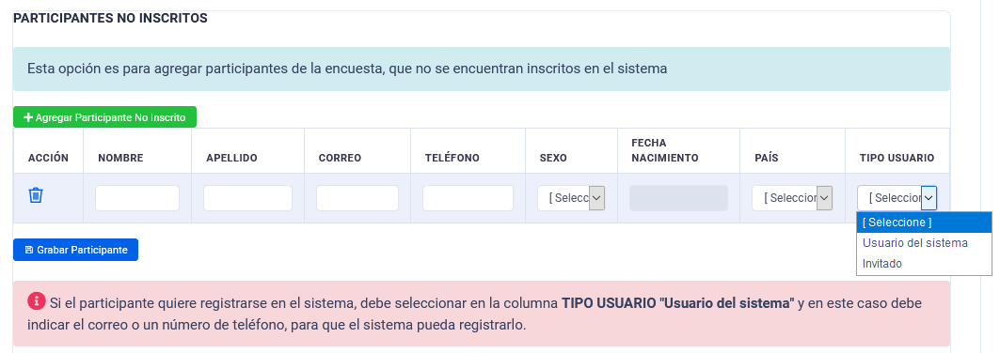 PARTICIPANTES NO INSCRITOS
Esta opción es para agregar participantes de la encuesta, que no se encuentran inscritos en el sistema
Agregar Participante No Inscrito
ACCIÓN NOMBRE APELLIDO CORREO TELÉFONO SEXO FECHA NACIMIENTO PAÍS TIPO USUARIO
[ Selecc [ Seleccior [ Seleccior
[ Seleccione ]
Usuario del sistema
Invitado
Grabar Participante
Si el participante quiere registrarse en el sistema, debe seleccionar en la columna TIPO USUARIO "Usuario del sistema" y en este caso debe
indicar el correo o un número de teléfono, para que el sistema pueda registrarlo.